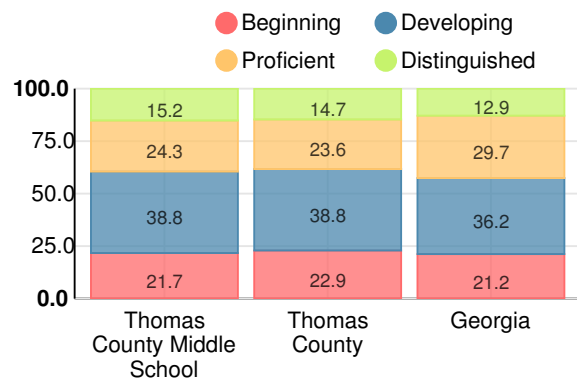 Beginning Developing
Proficient Distinguished
100.0
75.0
50.0
25.0
0.0
15.2 14.7 12.9
24.3 23.6 29.7
38.8 38.8 36.2
21.7 22.9 21.2
Thomas County Middle School
Thomas County
Georgia